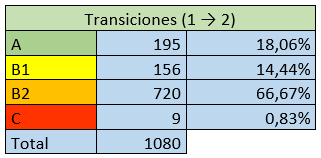 Transiciones (1 → 2)
A 195 18,06%
B1 156 14,44%
B2 720 66,67%
C 9 0,83%
Total 1080